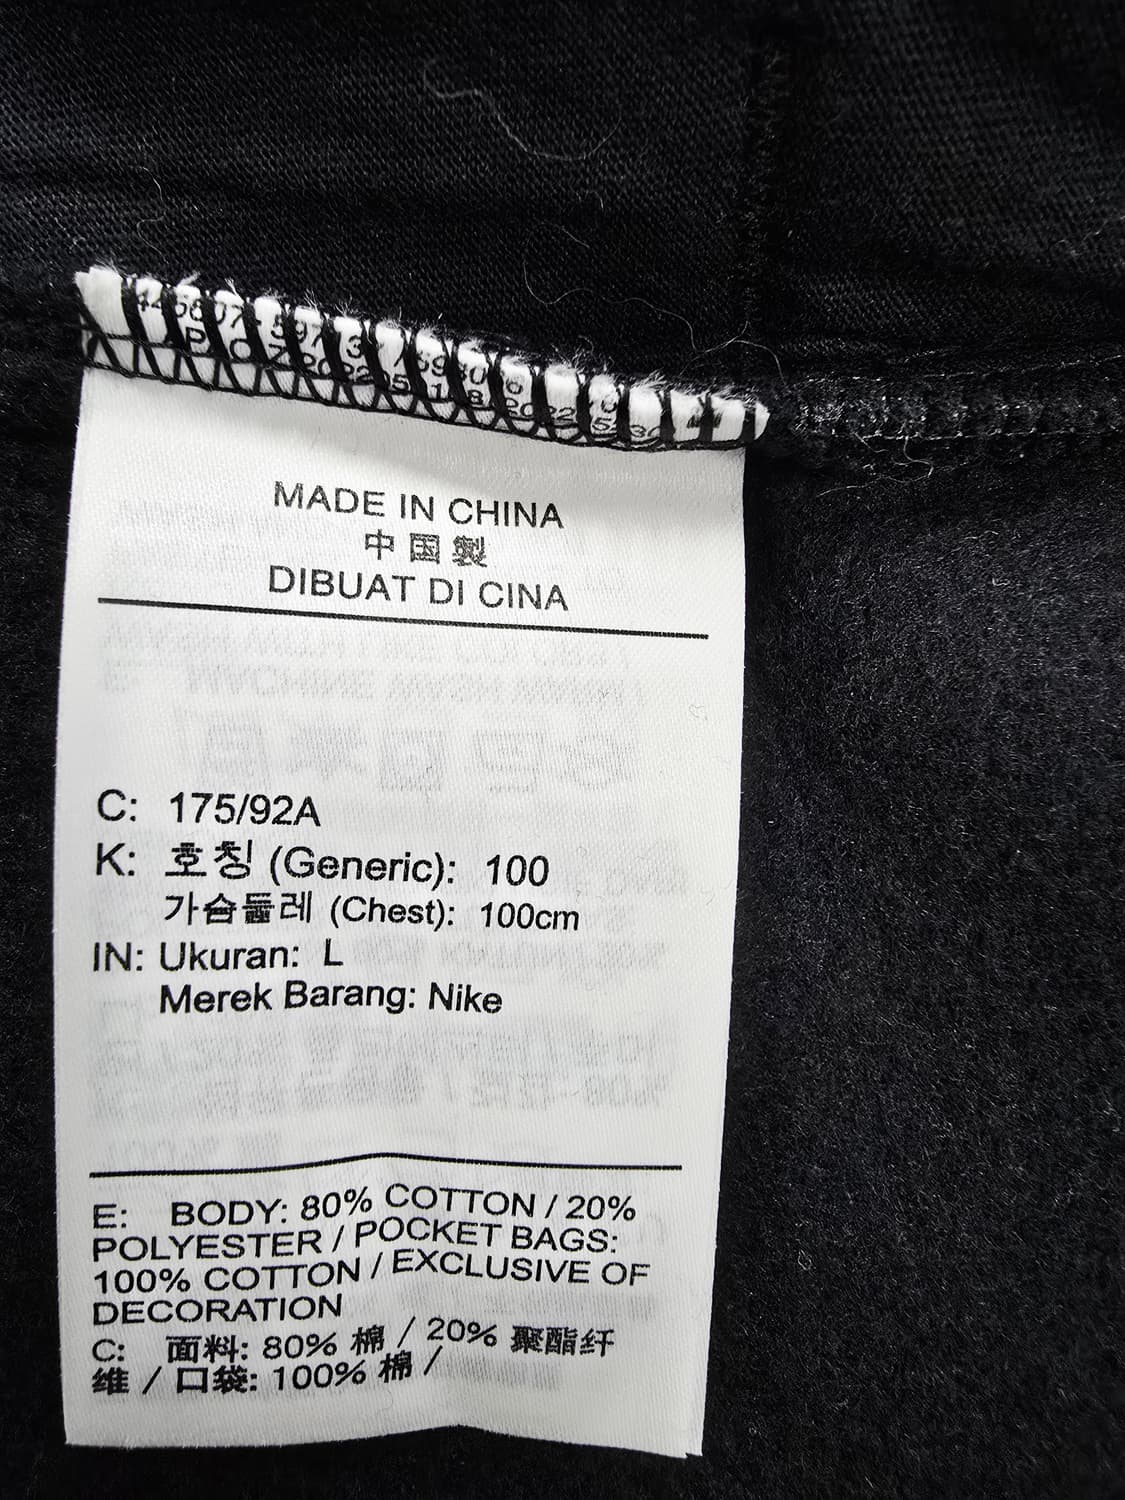 MADE IN CHINA
中国製
DIBUAT DI CINA
C: 175/92A
K: 호칭 (Generic): 100
가슴둘레 (Chest): 100cm
IN: Ukuran: L
Merek Barang: Nike
E: BODY: 80% COTTON / 20%
POLYESTER / POCKET BAGS:
100% COTTON / EXCLUSIVE OF
DECORATION
C: 面料: 80% 棉 / 20% 聚酯纤
维 / 口袋: 100% 棉 /